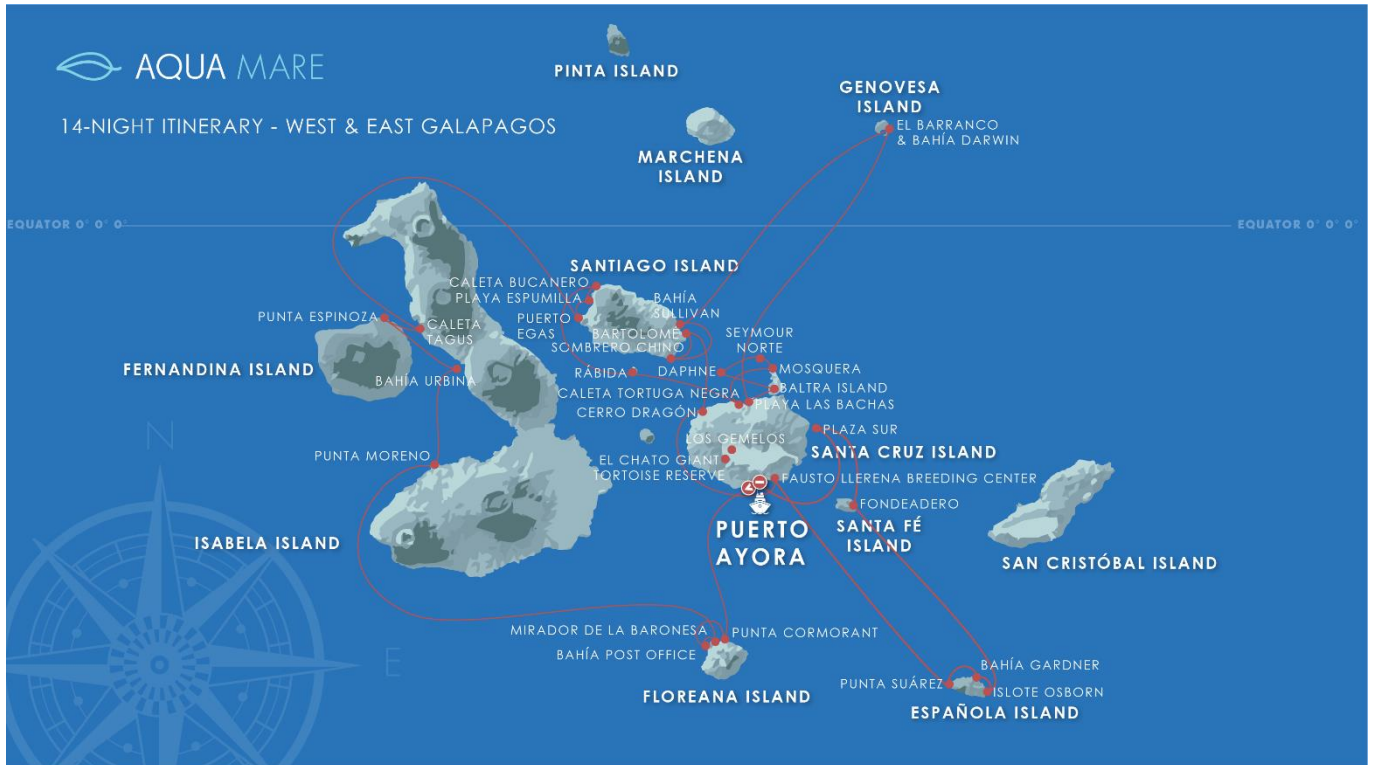 AQUA MARE
14-NIGHT ITINERARY - WEST & EAST GALAPAGOS
PINTA ISLAND
GENOVESA
ISLAND
EL BARRANCO
& BAHÍA DARWIN
MARCHENA
ISLAND
EQUATOR 0° 0° 0°
EQUATOR 0° 0° 0°
SANTIAGO ISLAND
CALETA BUCANERO
PLAYA ESPUMILLA
BAHÍA
SULLIVAN
PUERTO
EGAS
BARTOLOMÉ
SOMBRERO CHINO
PUNTA ESPINOZA
CALETA
TAGUS
SEYMOUR
NORTE
FERNANDINA ISLAND
BAHÍA URBINA
RÁBIDA
DAPHNE
MOSQUERA
BALTRA ISLAND
CALETA TORTUGA NEGRA
PLAYA LAS BACHAS
CERRO DRAGÓN
PLAZA SUR
LOS GEMELOS
SANTA CRUZ ISLAND
N
PUNTA MORENO
EL CHATO GIANT
TORTOISE RESERVE
FAUSTO LLERENA BREEDING CENTER
FONDEADERO
PUERTO
AYORA
SANTA FÉ
ISLAND
ISABELA ISLAND
SAN CRISTÓBAL ISLAND
MIRADOR DE LA BARONESA
PUNTA CORMORANT
BAHÍA POST OFFICE
E
FLOREANA ISLAND
BAHÍA GARDNER
PUNTA SUÁREZ
ISLOTE OSBORN
ESPAÑOLA ISLAND